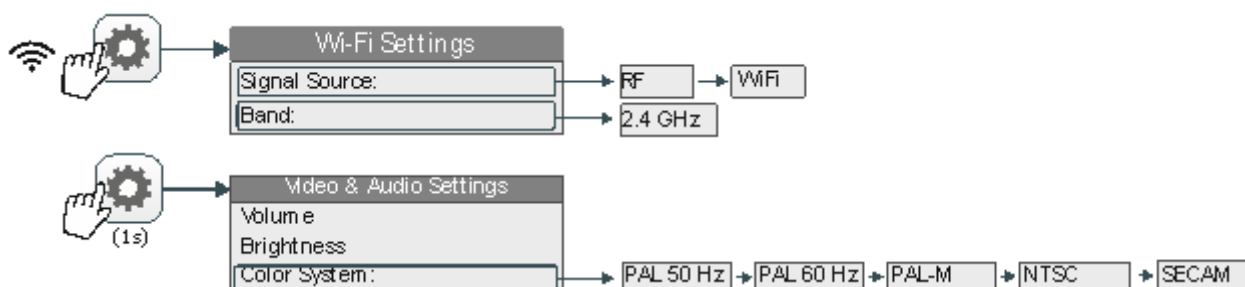 Wi-Fi Settings
Signal Source: RF WiFi
Band: 2.4 GHz
(1s)
Video & Audio Settings
Volume
Brightness
Color System: PAL 50 Hz PAL 60 Hz PAL-M NTSC SECAM